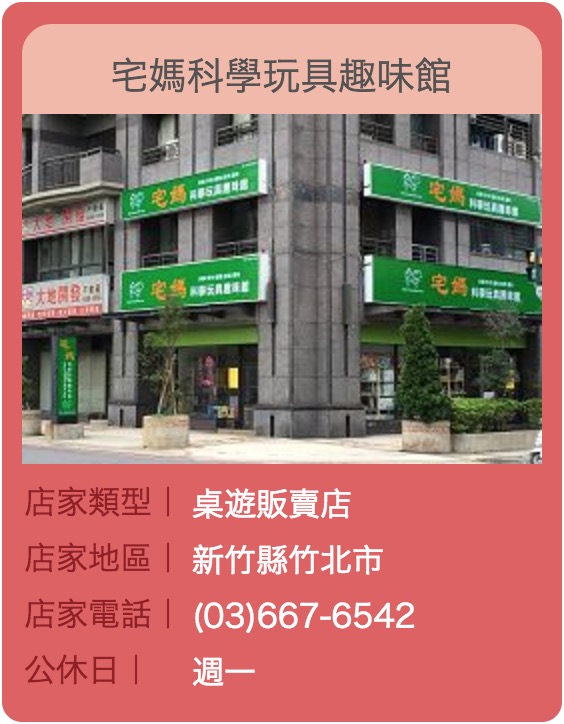 宅媽科學玩具趣味館
宅媽 科學玩具趣味館
宅媽 科學玩具趣味館
大地開發
宅媽 科學玩具趣味館
宅媽 科學玩具趣味館
大地開發
宅媽
店家類型｜ 桌遊販賣店
店家地區｜ 新竹縣竹北市
店家電話｜ (03)667-6542
公休日｜ 週一